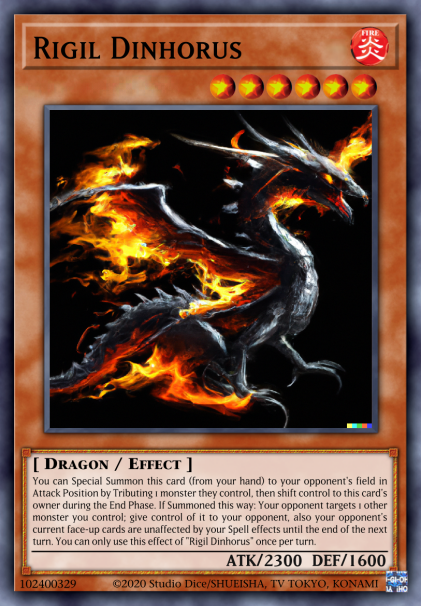 Rigil Dinhorus
FIRE
炎
[ Dragon / Effect ]
You can Special Summon this card (from your hand) to your opponent's field in
Attack Position by Tributing 1 monster they control, then shift control to this card's
owner during the End Phase. If Summoned this way: Your opponent targets 1 other
monster you control; give control of it to your opponent, also your opponent's
current face-up cards are unaffected by your Spell effects until the end of the next
turn. You can only use this effect of "Rigil Dinhorus" once per turn.
ATK/2300 DEF/1600
102400329 ©2020 Studio Dice/SHUEISHA, TV TOKYO, KONAMI